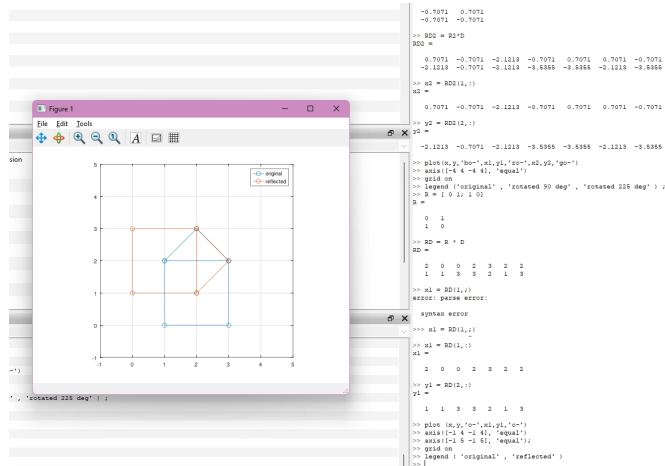 -0.7071 0.7071
-0.7071 -0.7071
>> RD2 = R2*D
RD2 =
0.7071 -0.7071 -2.1213 -0.7071 0.7071 0.7071 -0.7071
-2.1213 -0.7071 -2.1213 -3.5355 -3.5355 -2.1213 -3.5355
>> x2 = RD2(1,:)
x2 =
0.7071 -0.7071 -2.1213 -0.7071 0.7071 0.7071 -0.7071
>> y2 = RD2(2,:)
y2 =
-2.1213 -0.7071 -2.1213 -3.5355 -3.5355 -2.1213 -3.5355
>> plot(x,y,'bo-',x1,y1,'ro-',x2,y2,'go-')
>> axis([-4 4 -4 4], 'equal')
>> grid on
>> legend ('original' , 'rotated 90 deg' , 'rotated 225 deg' ) ;
>> R = [ 0 1; 1 0]
R =
0 1
1 0
>> RD = R * D
RD =
2 0 0 2 3 2 2
1 1 3 3 2 1 3
>> x1 = RD(1,;)
error: parse error:
syntax error
>>> x1 = RD(1,;)
^
>> x1 = RD(1,:)
x1 =
2 0 0 2 3 2 2
>> y1 = RD(2,:)
y1 =
1 1 3 3 2 1 3
>> plot (x,y,'o-',x1,y1,'o-')
>> axis([-1 4 -1 4], 'equal')
>> axis([-1 5 -1 5], 'equal');
>> grid on
>> legend ( 'original' , 'reflected' )
>>
Figure 1
File Edit Tools
A
sion
original
reflected
5
4
3
2
1
0
-1
-1 0 1 2 3 4 5
-')
' , 'rotated 225 deg' ) ;